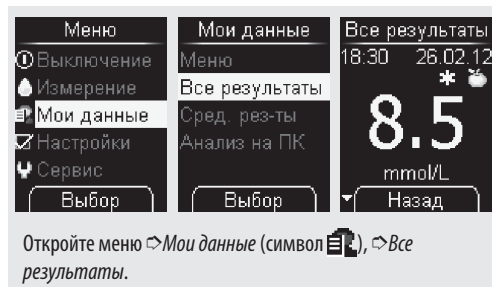 Меню
Выключение
Измерение
Мои данные
Настройки
Сервис
Выбор
Мои данные
Меню
Все результаты
Сред. рез-ты
Анализ на ПК
Выбор
Все результаты
18:30 26.02.12
8.5
mmol/L
Назад
Откройте меню ➪Мои данные (символ ), ➪Все
результаты.